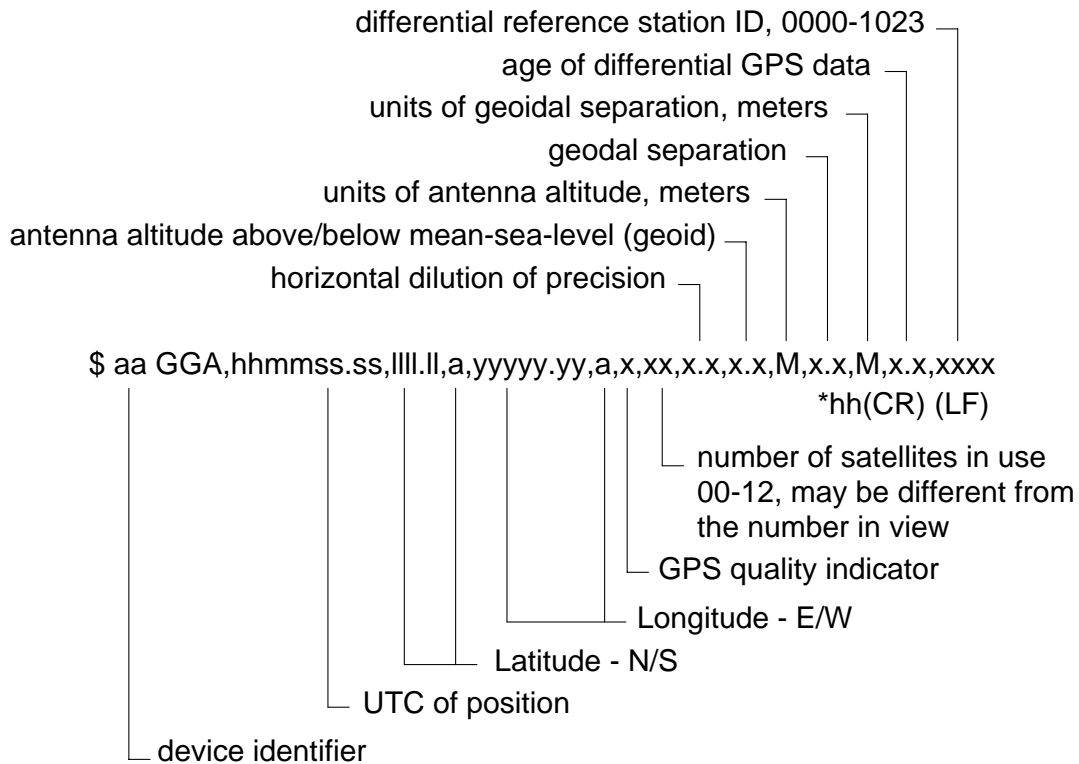 differential reference station ID, 0000-1023
age of differential GPS data
units of geoidal separation, meters
geodal separation
units of antenna altitude, meters
antenna altitude above/below mean-sea-level (geoid)
horizontal dilution of precision
$ aa GGA,hhmmss.ss,llll.ll,a,yyyyy.yy,a,x,xx,x.x,x.x,M,x.x,M,x.x,xxxx
*hh(CR) (LF)
number of satellites in use
00-12, may be different from
the number in view
GPS quality indicator
Longitude - E/W
Latitude - N/S
UTC of position
device identifier